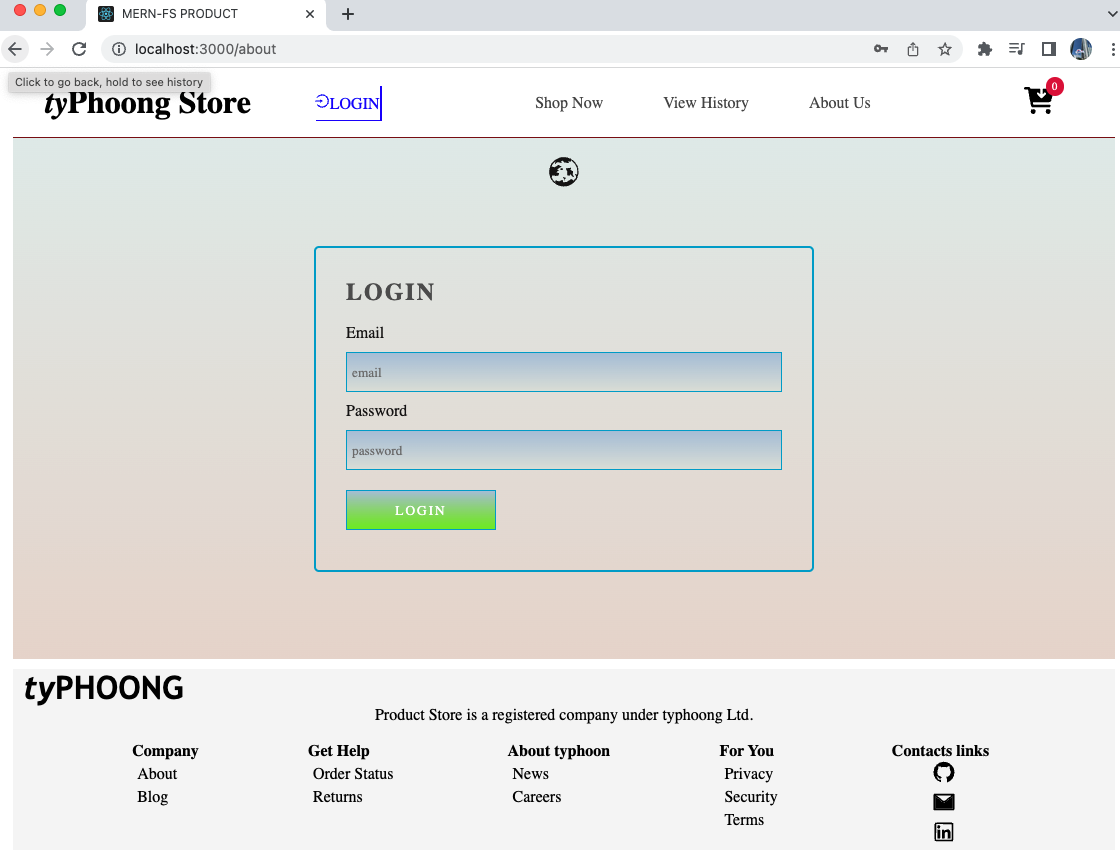 MERN-FS PRODUCT
localhost:3000/about
Click to go back, hold to see history
tyPhoong Store
LOGIN
Shop Now
View History
About Us
0
LOGIN
Email
email
Password
password
LOGIN
tyPHOONG
Product Store is a registered company under typhoong Ltd.
Company
About
Blog
Get Help
Order Status
Returns
About typhoon
News
Careers
For You
Privacy
Security
Terms
Contacts links